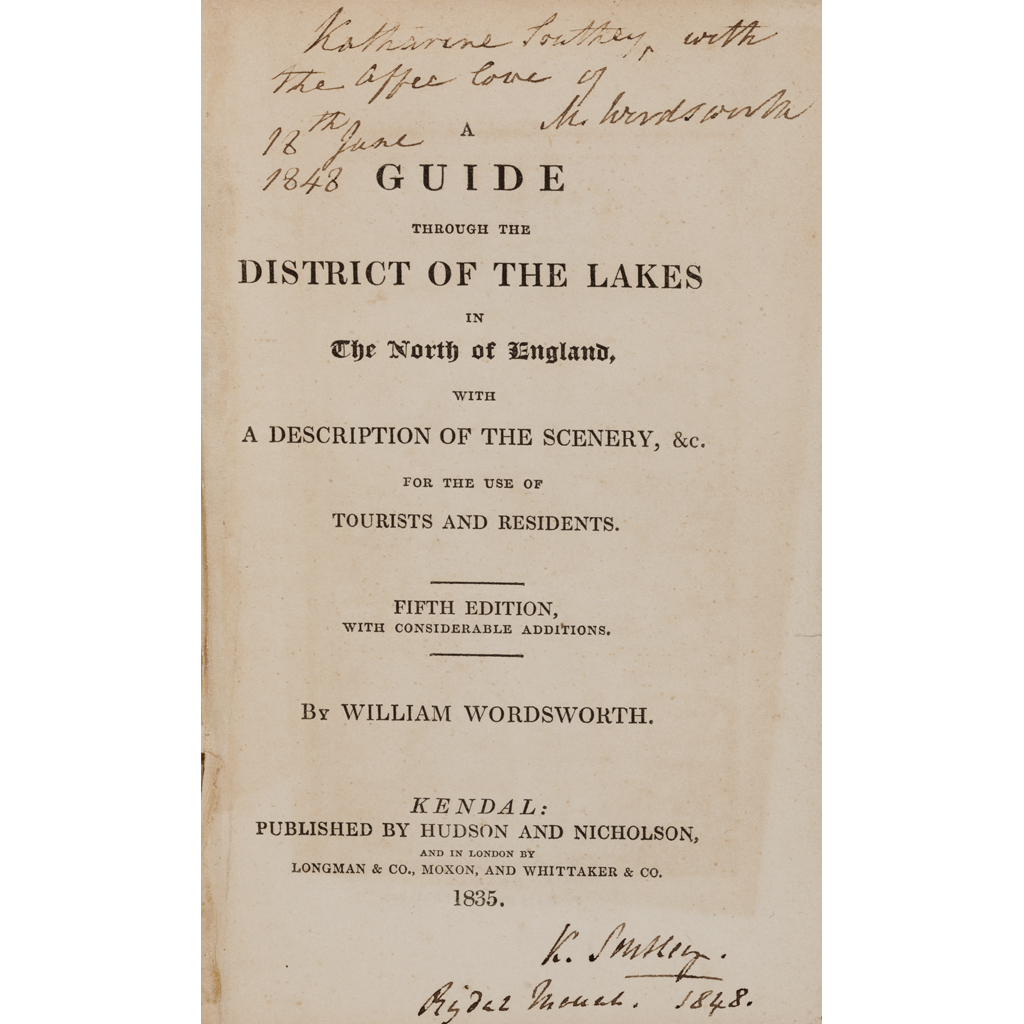 Katharine Southey, with
the affec love of
M. Wordsworth
18th June
1848
A
GUIDE
THROUGH THE
DISTRICT OF THE LAKES
IN
The North of England,
WITH
A DESCRIPTION OF THE SCENERY, &c.
FOR THE USE OF
TOURISTS AND RESIDENTS.
FIFTH EDITION,
WITH CONSIDERABLE ADDITIONS.
By WILLIAM WORDSWORTH.
KENDAL:
PUBLISHED BY HUDSON AND NICHOLSON,
AND IN LONDON BY
LONGMAN & CO., MOXON, AND WHITTAKER & CO.
1835.
K. Southey.
Rydal Mount. 1848.